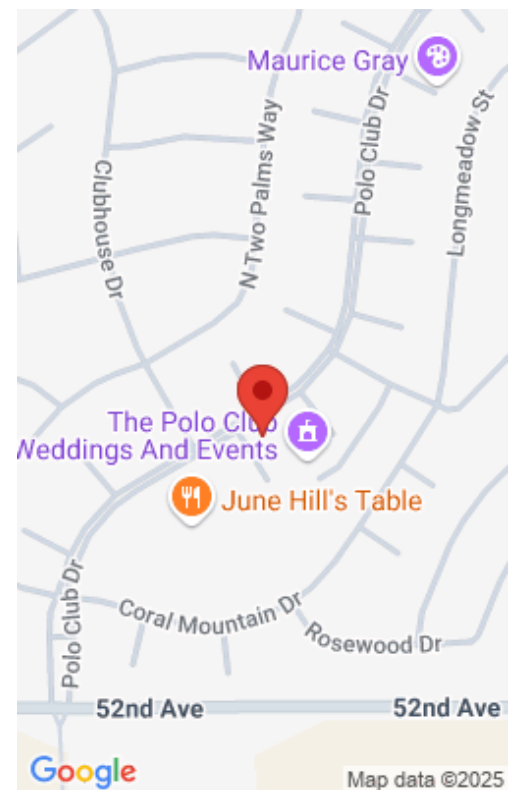 Maurice Gray
Polo Club Dr
Longmeadow St
N Two Palms Way
Clubhouse Dr
The Polo Club
Weddings And Events
June Hill's Table
Polo Club Dr
Coral Mountain Dr
Rosewood Dr
52nd Ave
52nd Ave
Google
Map data ©2025